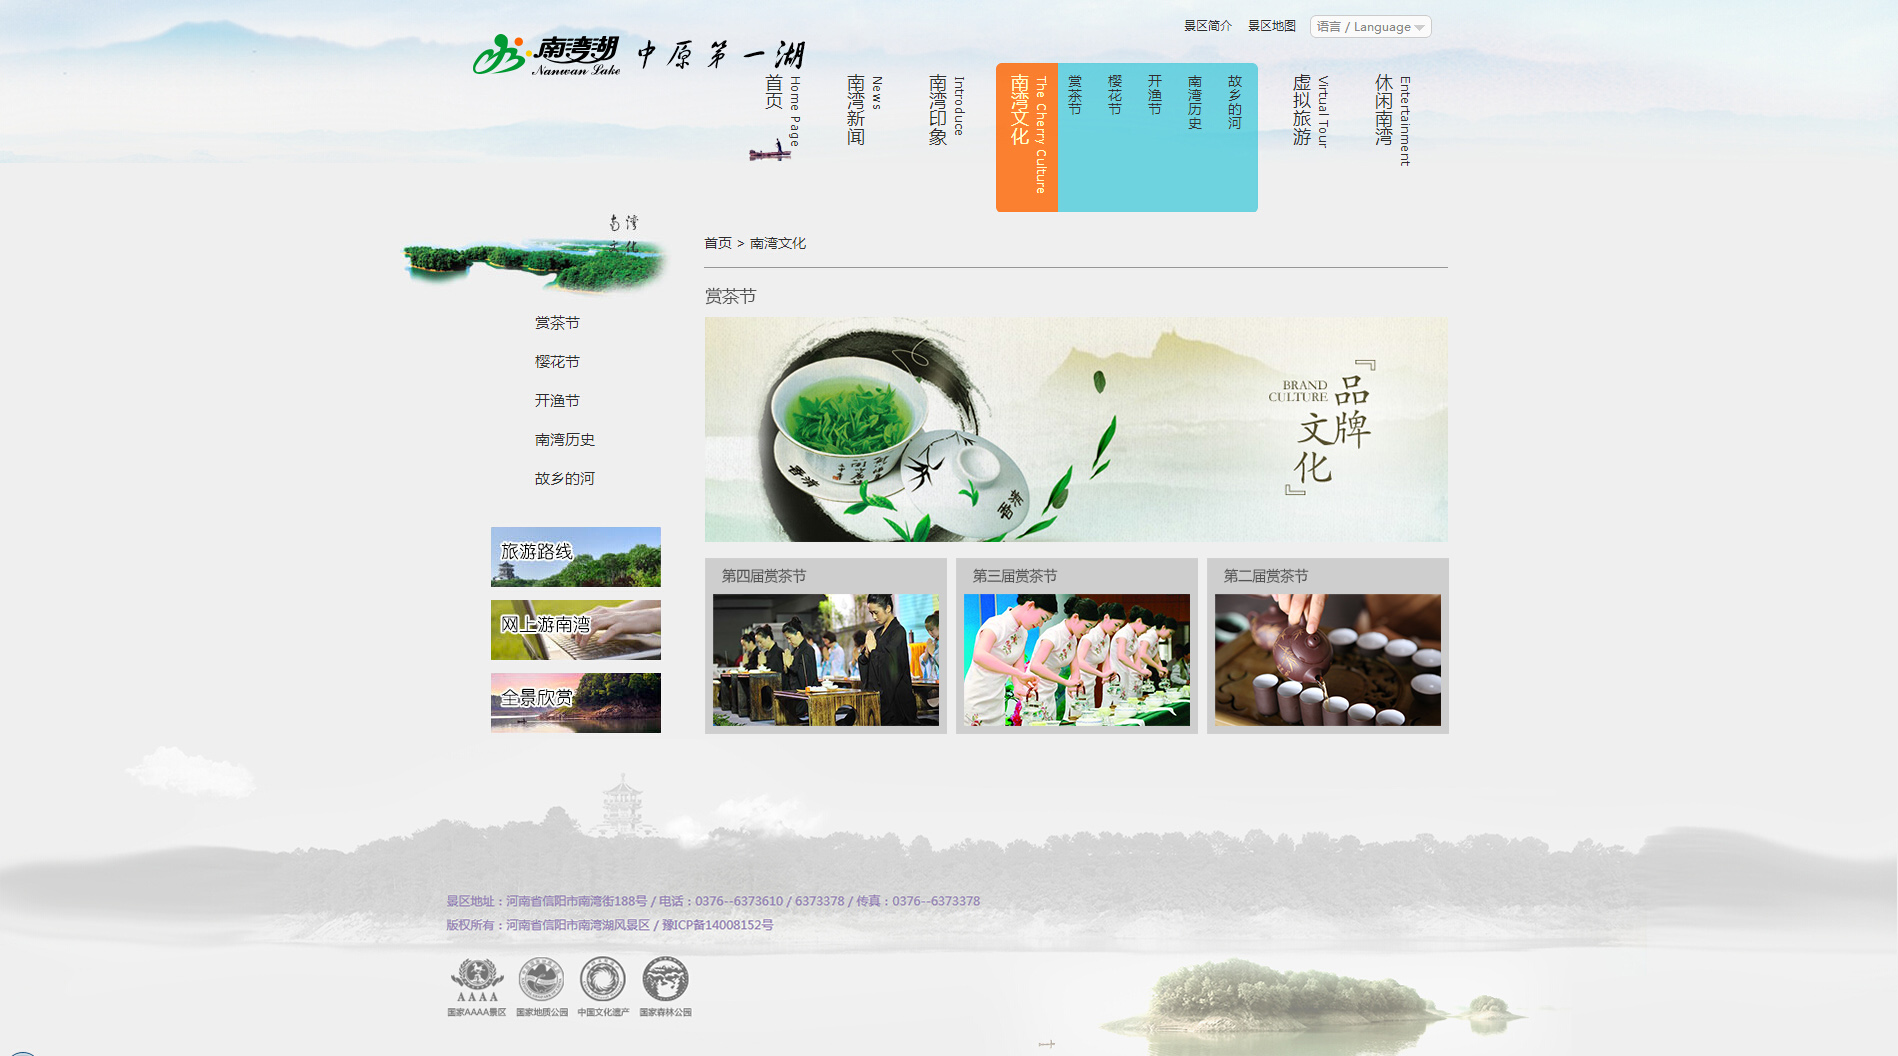 景区简介
景区地图
语言 / Language
南湾湖
Nanwan Lake
中原第一湖
首页
Home Page
南湾新闻
News
南湾印象
Introduce
南湾文化
The Cherry Culture
赏茶节
樱花节
开渔节
南湾历史
故乡的河
虚拟旅游
Virtual Tour
休闲南湾
Entertainment
南湾
文化
首页 > 南湾文化
赏茶节
樱花节
开渔节
南湾历史
故乡的河
旅游路线
网上游南湾
全景欣赏
赏茶节
BRAND
CULTURE
『品牌
文化』
香清
香清
第四届赏茶节
第三届赏茶节
第二届赏茶节
景区地址：河南省信阳市南湾街188号 / 电话：0376--6373610 / 6373378 / 传真：0376--6373378
版权所有：河南省信阳市南湾湖风景区 / 豫ICP备14008152号
AAAA
国家AAAA景区
国家地质公园
中国文化遗产
国家森林公园